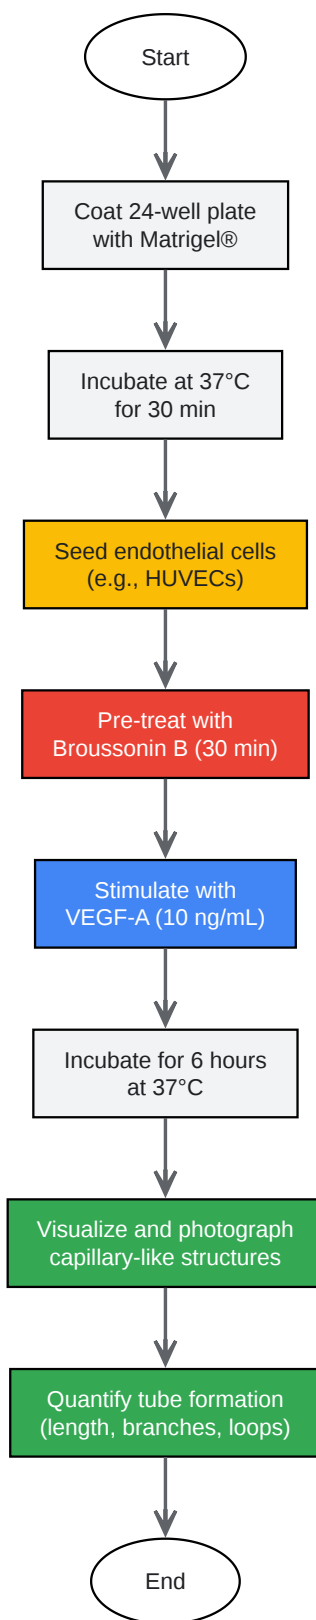 Start
Coat 24-well plate
with Matrigel®
Incubate at 37°C
for 30 min
Seed endothelial cells
(e.g., HUVECs)
Pre-treat with
Broussonin B (30 min)
Stimulate with
VEGF-A (10 ng/mL)
Incubate for 6 hours
at 37°C
Visualize and photograph
capillary-like structures
Quantify tube formation
(length, branches, loops)
End